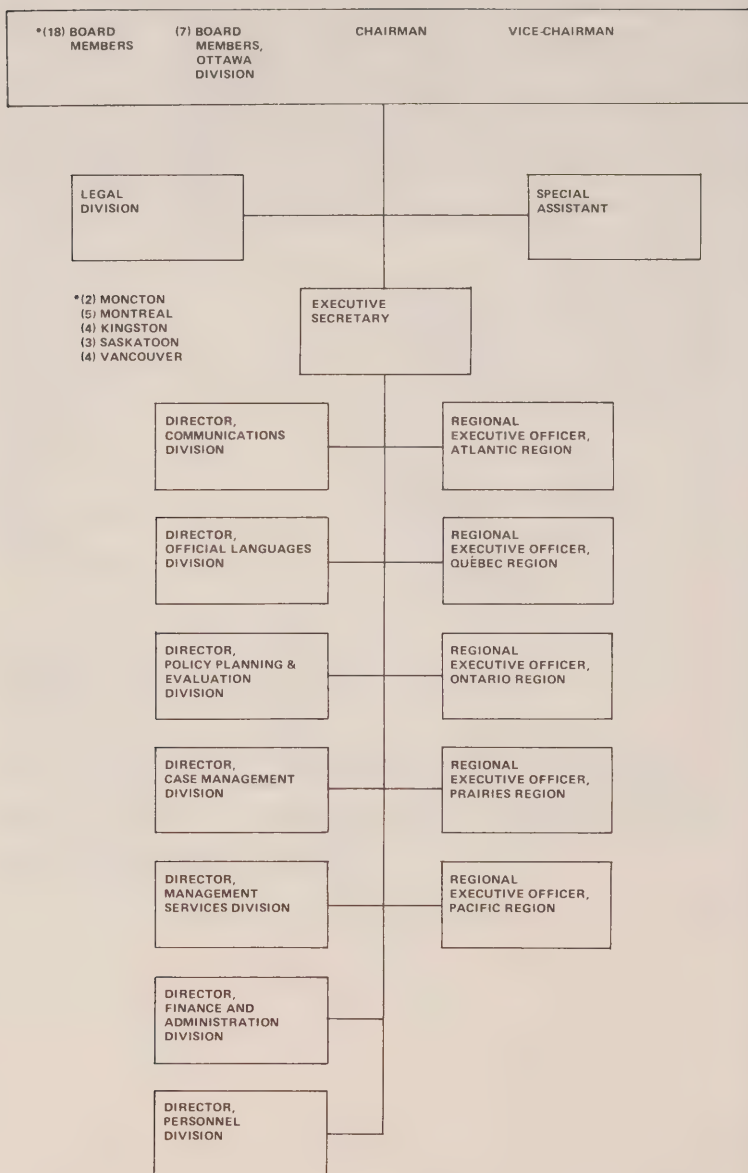 *(18) BOARD
MEMBERS
(7) BOARD
MEMBERS,
OTTAWA
DIVISION
CHAIRMAN
VICE-CHAIRMAN
LEGAL
DIVISION
SPECIAL
ASSISTANT
*(2) MONCTON
(5) MONTREAL
(4) KINGSTON
(3) SASKATOON
(4) VANCOUVER
EXECUTIVE
SECRETARY
DIRECTOR,
COMMUNICATIONS
DIVISION
REGIONAL
EXECUTIVE OFFICER,
ATLANTIC REGION
DIRECTOR,
OFFICIAL LANGUAGES
DIVISION
REGIONAL
EXECUTIVE OFFICER,
QUÉBEC REGION
DIRECTOR,
POLICY PLANNING &
EVALUATION
DIVISION
REGIONAL
EXECUTIVE OFFICER,
ONTARIO REGION
DIRECTOR,
CASE MANAGEMENT
DIVISION
REGIONAL
EXECUTIVE OFFICER,
PRAIRIES REGION
DIRECTOR,
MANAGEMENT
SERVICES DIVISION
REGIONAL
EXECUTIVE OFFICER,
PACIFIC REGION
DIRECTOR,
FINANCE AND
ADMINISTRATION
DIVISION
DIRECTOR,
PERSONNEL
DIVISION